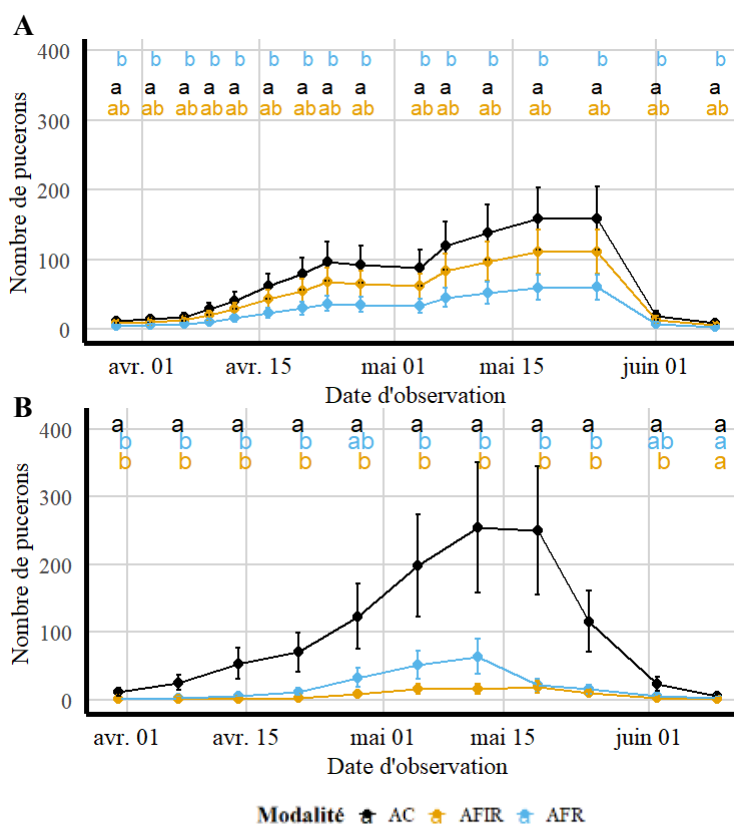 A
400 b b b b b b b b b b b b b b b b
a a a a a a a a a a a a a a a a
ab ab ab ab ab ab ab ab ab ab ab ab ab ab ab ab
300
200
100
0
Nombre de pucerons
avr. 01 avr. 15 mai 01 mai 15 juin 01
Date d'observation
B
400 a a a a a a a a a a a
b b b b ab b b b b ab a
b b b b b b b b b b a
300
200
100
0
Nombre de pucerons
avr. 01 avr. 15 mai 01 mai 15 juin 01
Date d'observation
Modalité a AC a AFIR a AFR